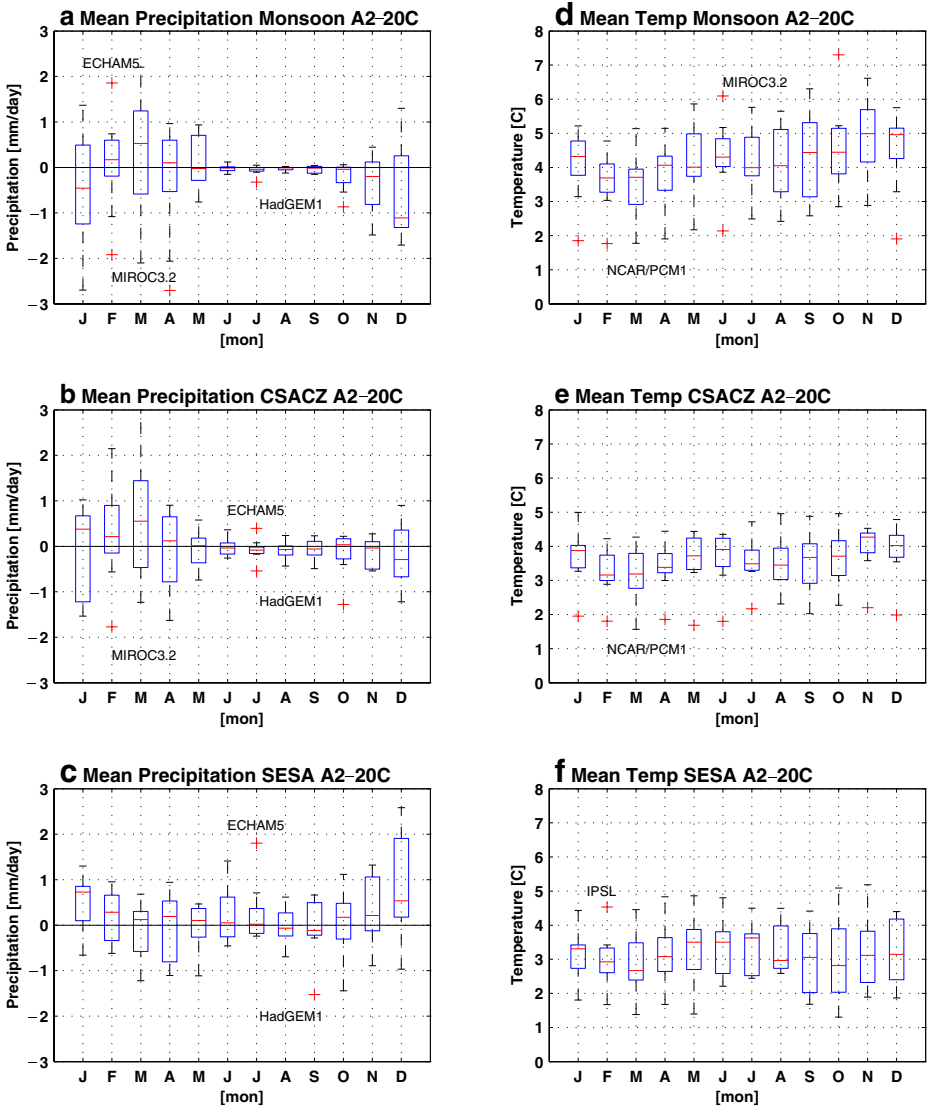 a Mean Precipitation Monsoon A2–20C
Precipitation [mm/day]
3
2
1
0
−1
−2
−3
ECHAM5
HadGEM1
MIROC3.2
J F M A M J J A S O N D
[mon]
d Mean Temp Monsoon A2–20C
Temperature [C]
8
7
6
5
4
3
2
1
0
MIROC3.2
NCAR/PCM1
J F M A M J J A S O N D
[mon]
b Mean Precipitation CSACZ A2–20C
Precipitation [mm/day]
3
2
1
0
−1
−2
−3
ECHAM5
HadGEM1
MIROC3.2
J F M A M J J A S O N D
[mon]
e Mean Temp CSACZ A2–20C
Temperature [C]
8
7
6
5
4
3
2
1
0
NCAR/PCM1
J F M A M J J A S O N D
[mon]
c Mean Precipitation SESA A2–20C
Precipitation [mm/day]
3
2
1
0
−1
−2
−3
ECHAM5
HadGEM1
J F M A M J J A S O N D
[mon]
f Mean Temp SESA A2–20C
Temperature [C]
8
7
6
5
4
3
2
1
0
IPSL
J F M A M J J A S O N D
[mon]